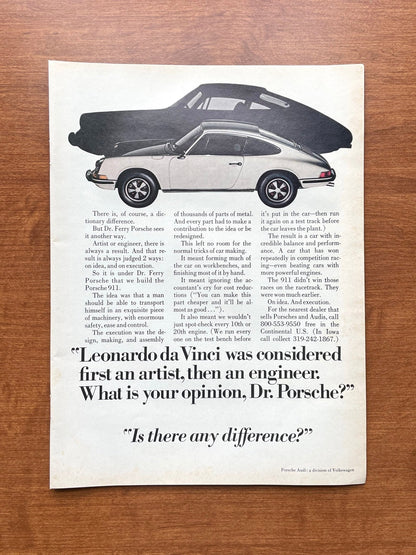 There is, of course, a dic-
tionary difference.
But Dr. Ferry Porsche sees
it another way.
Artist or engineer, there is
always a result. And that re-
sult is always judged 2 ways:
on idea, and on execution.
So it is under Dr. Ferry
Porsche that we build the
Porsche 911.
The idea was that a man
should be able to transport
himself in an exquisite piece
of machinery, with enormous
safety, ease and control.
The execution was the de-
sign, making, and assembly
of thousands of parts of metal.
And every part had to make a
contribution to the idea or be
redesigned.
This left no room for the
normal tricks of car making.
It meant forming much of
the car on workbenches, and
finishing most of it by hand.
It meant ignoring the ac-
countant's cry for cost reduc-
tions ("You can make this
part cheaper and it'll be al-
most as good . . .").
It also meant we wouldn't
just spot-check every 10th or
20th engine. (We run every
one on the test bench before
it's put in the car—then run
it again on a test track before
the car leaves the plant.)
The result is a car with in-
credible balance and perform-
ance. A car that has won
repeatedly in competition rac-
ing—even beating cars with
more powerful engines.
The 911 didn't win those
races on the racetrack. They
were won much earlier.
On idea. And execution.
For the nearest dealer that
sells Porsches and Audis, call
800-553-9550 free in the
Continental U.S. (In Iowa
call collect 319-242-1867.)
"Leonardo da Vinci was considered
first an artist, then an engineer.
What is your opinion, Dr. Porsche?"
"Is there any difference?"
Porsche Audi: a division of Volkswagen